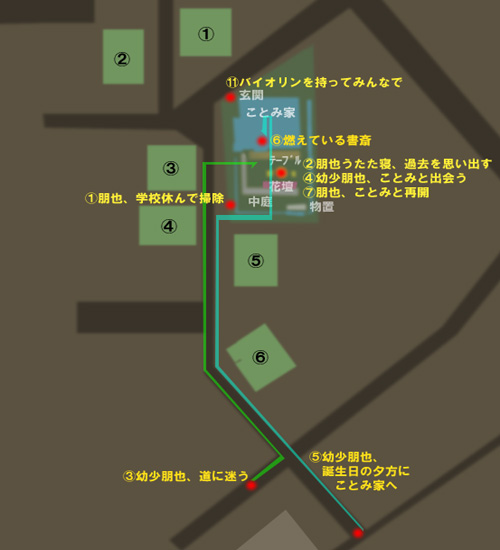 ①
②
⑪バイオリンを持ってみんなで
玄関
ことみ家
⑥燃えている書斎
③
テーブル
②朋也うたた寝、過去を思い出す
④幼少朋也、ことみと出会う
⑦朋也、ことみと再開
花壇
①朋也、学校休んで掃除
中庭
物置
④
⑤
⑥
⑤幼少朋也、
誕生日の夕方に
ことみ家へ
③幼少朋也、道に迷う